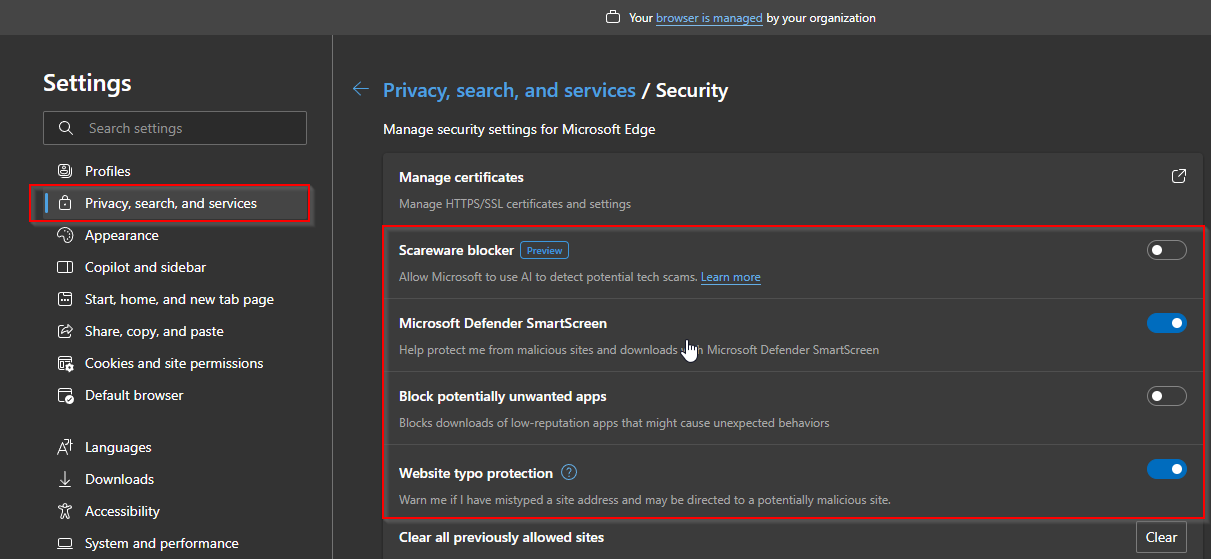 Your browser is managed by your organization
Settings
Search settings
Profiles
Privacy, search, and services
Appearance
Copilot and sidebar
Start, home, and new tab page
Share, copy, and paste
Cookies and site permissions
Default browser
Languages
Downloads
Accessibility
System and performance
Privacy, search, and services / Security
Manage security settings for Microsoft Edge
Manage certificates
Manage HTTPS/SSL certificates and settings
Scareware blocker Preview
Allow Microsoft to use AI to detect potential tech scams. Learn more
Microsoft Defender SmartScreen
Help protect me from malicious sites and downloads Microsoft Defender SmartScreen
Block potentially unwanted apps
Blocks downloads of low-reputation apps that might cause unexpected behaviors
Website typo protection ?
Warn me if I have mistyped a site address and may be directed to a potentially malicious site.
Clear all previously allowed sites Clear